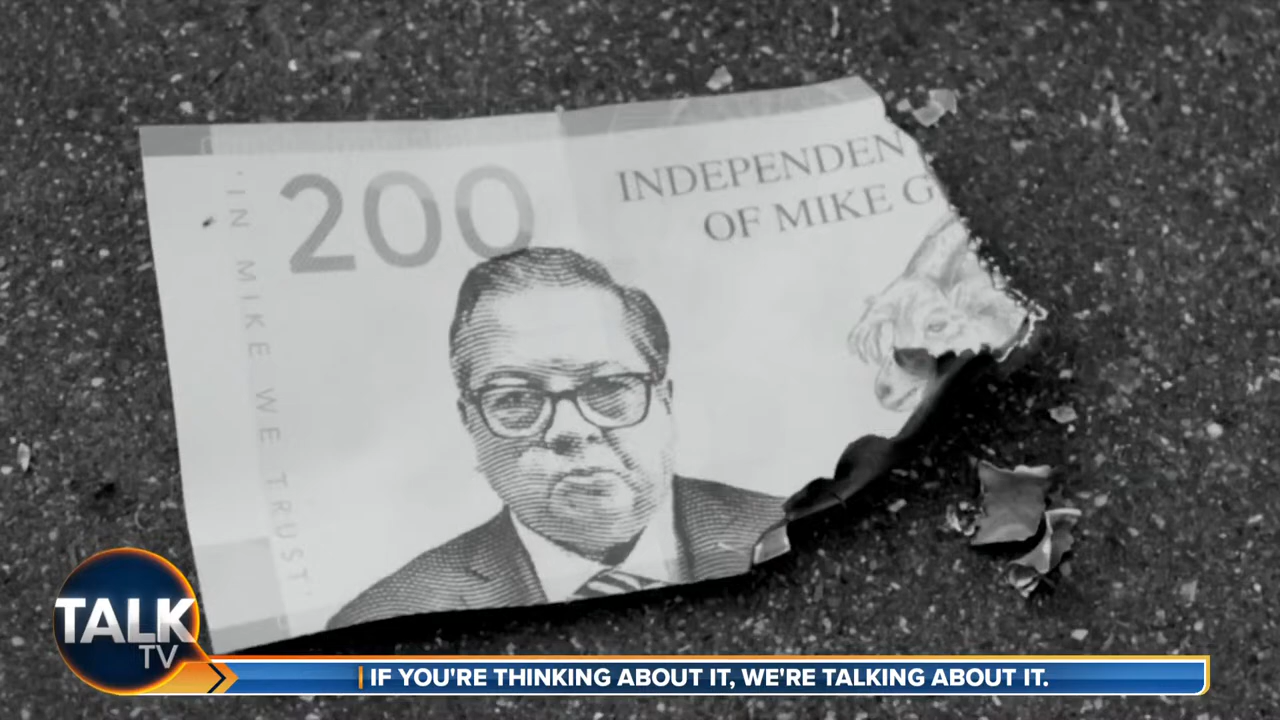 200
INDEPENDEN
OF MIKE G
'IN MIKE WE TRUST'
TALK
TV
IF YOU'RE THINKING ABOUT IT, WE'RE TALKING ABOUT IT.